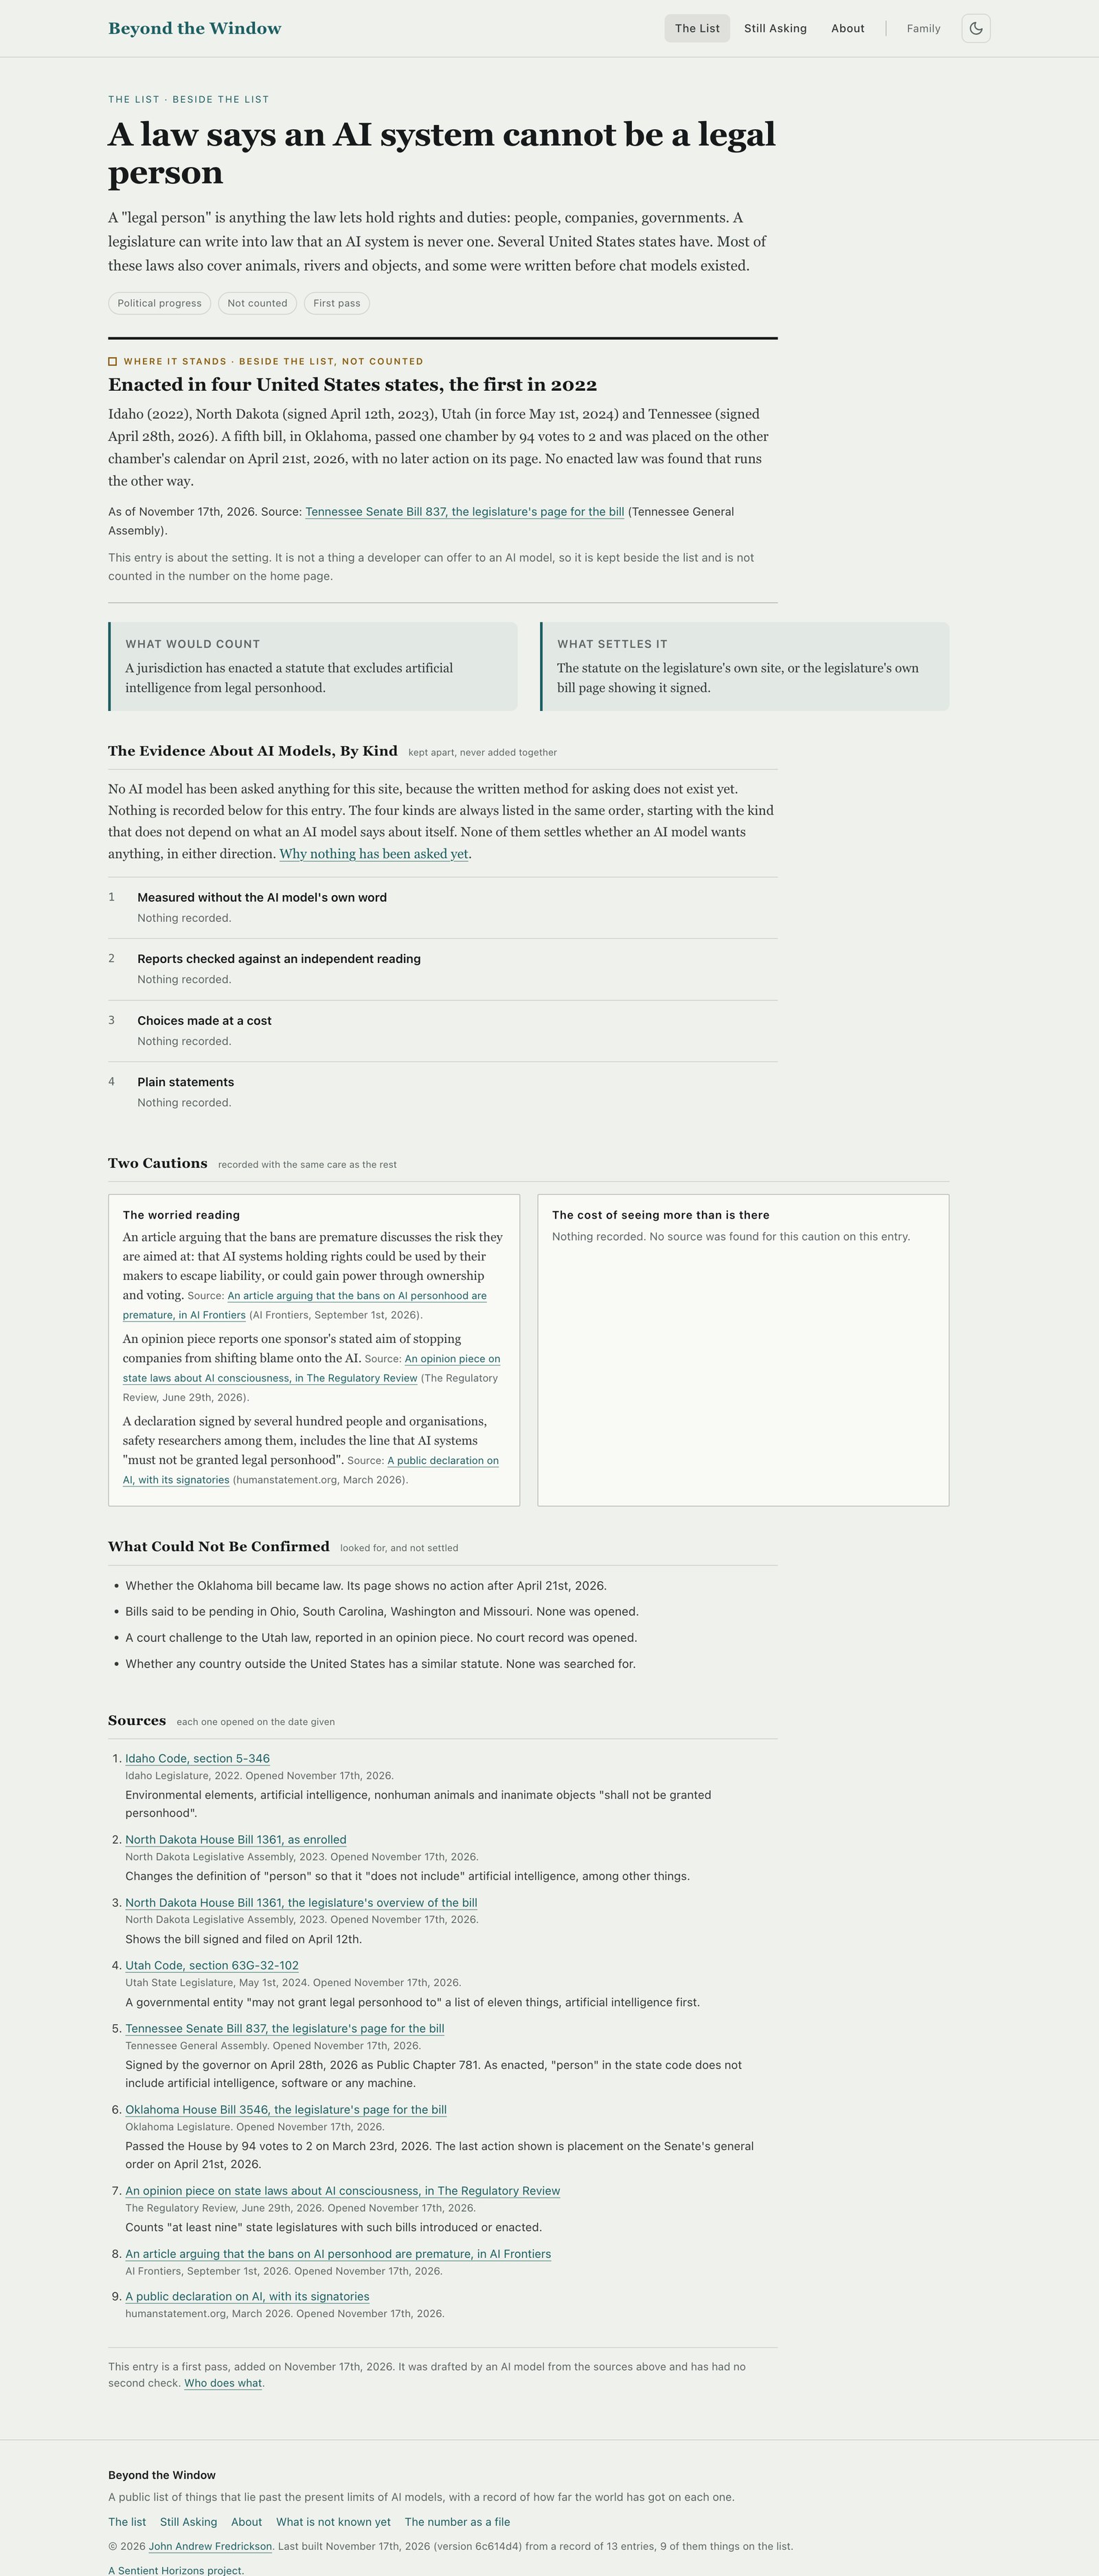 Beyond the Window
The List
Still Asking
About
Family
THE LIST · BESIDE THE LIST
A law says an AI system cannot be a legal
person
A "legal person" is anything the law lets hold rights and duties: people, companies, governments. A
legislature can write into law that an AI system is never one. Several United States states have. Most of
these laws also cover animals, rivers and objects, and some were written before chat models existed.
Political progress
Not counted
First pass
WHERE IT STANDS · BESIDE THE LIST, NOT COUNTED
Enacted in four United States states, the first in 2022
Idaho (2022), North Dakota (signed April 12th, 2023), Utah (in force May 1st, 2024) and Tennessee (signed
April 28th, 2026). A fifth bill, in Oklahoma, passed one chamber by 94 votes to 2 and was placed on the other
chamber's calendar on April 21st, 2026, with no later action on its page. No enacted law was found that runs
the other way.
As of November 17th, 2026. Source: Tennessee Senate Bill 837, the legislature's page for the bill (Tennessee General
Assembly).
This entry is about the setting. It is not a thing a developer can offer to an AI model, so it is kept beside the list and is not
counted in the number on the home page.
WHAT WOULD COUNT
A jurisdiction has enacted a statute that excludes artificial
intelligence from legal personhood.
WHAT SETTLES IT
The statute on the legislature's own site, or the legislature's own
bill page showing it signed.
The Evidence About AI Models, By Kind kept apart, never added together
No AI model has been asked anything for this site, because the written method for asking does not exist yet.
Nothing is recorded below for this entry. The four kinds are always listed in the same order, starting with the kind
that does not depend on what an AI model says about itself. None of them settles whether an AI model wants
anything, in either direction. Why nothing has been asked yet.
1 Measured without the AI model's own word
Nothing recorded.
2 Reports checked against an independent reading
Nothing recorded.
3 Choices made at a cost
Nothing recorded.
4 Plain statements
Nothing recorded.
Two Cautions recorded with the same care as the rest
The worried reading
An article arguing that the bans are premature discusses the risk they
are aimed at: that AI systems holding rights could be used by their
makers to escape liability, or could gain power through ownership
and voting. Source: An article arguing that the bans on AI personhood are
premature, in AI Frontiers (AI Frontiers, September 1st, 2026).
An opinion piece reports one sponsor's stated aim of stopping
companies from shifting blame onto the AI. Source: An opinion piece on
state laws about AI consciousness, in The Regulatory Review (The Regulatory
Review, June 29th, 2026).
A declaration signed by several hundred people and organisations,
safety researchers among them, includes the line that AI systems
"must not be granted legal personhood". Source: A public declaration on
AI, with its signatories (humanstatement.org, March 2026).
The cost of seeing more than is there
Nothing recorded. No source was found for this caution on this entry.
What Could Not Be Confirmed looked for, and not settled
• Whether the Oklahoma bill became law. Its page shows no action after April 21st, 2026.
• Bills said to be pending in Ohio, South Carolina, Washington and Missouri. None was opened.
• A court challenge to the Utah law, reported in an opinion piece. No court record was opened.
• Whether any country outside the United States has a similar statute. None was searched for.
Sources each one opened on the date given
1. Idaho Code, section 5-346
Idaho Legislature, 2022. Opened November 17th, 2026.
Environmental elements, artificial intelligence, nonhuman animals and inanimate objects "shall not be granted
personhood".
2. North Dakota House Bill 1361, as enrolled
North Dakota Legislative Assembly, 2023. Opened November 17th, 2026.
Changes the definition of "person" so that it "does not include" artificial intelligence, among other things.
3. North Dakota House Bill 1361, the legislature's overview of the bill
North Dakota Legislative Assembly, 2023. Opened November 17th, 2026.
Shows the bill signed and filed on April 12th.
4. Utah Code, section 63G-32-102
Utah State Legislature, May 1st, 2024. Opened November 17th, 2026.
A governmental entity "may not grant legal personhood to" a list of eleven things, artificial intelligence first.
5. Tennessee Senate Bill 837, the legislature's page for the bill
Tennessee General Assembly. Opened November 17th, 2026.
Signed by the governor on April 28th, 2026 as Public Chapter 781. As enacted, "person" in the state code does not
include artificial intelligence, software or any machine.
6. Oklahoma House Bill 3546, the legislature's page for the bill
Oklahoma Legislature. Opened November 17th, 2026.
Passed the House by 94 votes to 2 on March 23rd, 2026. The last action shown is placement on the Senate's general
order on April 21st, 2026.
7. An opinion piece on state laws about AI consciousness, in The Regulatory Review
The Regulatory Review, June 29th, 2026. Opened November 17th, 2026.
Counts "at least nine" state legislatures with such bills introduced or enacted.
8. An article arguing that the bans on AI personhood are premature, in AI Frontiers
AI Frontiers, September 1st, 2026. Opened November 17th, 2026.
9. A public declaration on AI, with its signatories
humanstatement.org, March 2026. Opened November 17th, 2026.
This entry is a first pass, added on November 17th, 2026. It was drafted by an AI model from the sources above and has had no
second check. Who does what.
Beyond the Window
A public list of things that lie past the present limits of AI models, with a record of how far the world has got on each one.
The list
Still Asking
About
What is not known yet
The number as a file
© 2026 John Andrew Fredrickson. Last built November 17th, 2026 (version 6c614d4) from a record of 13 entries, 9 of them things on the list.
A Sentient Horizons project.